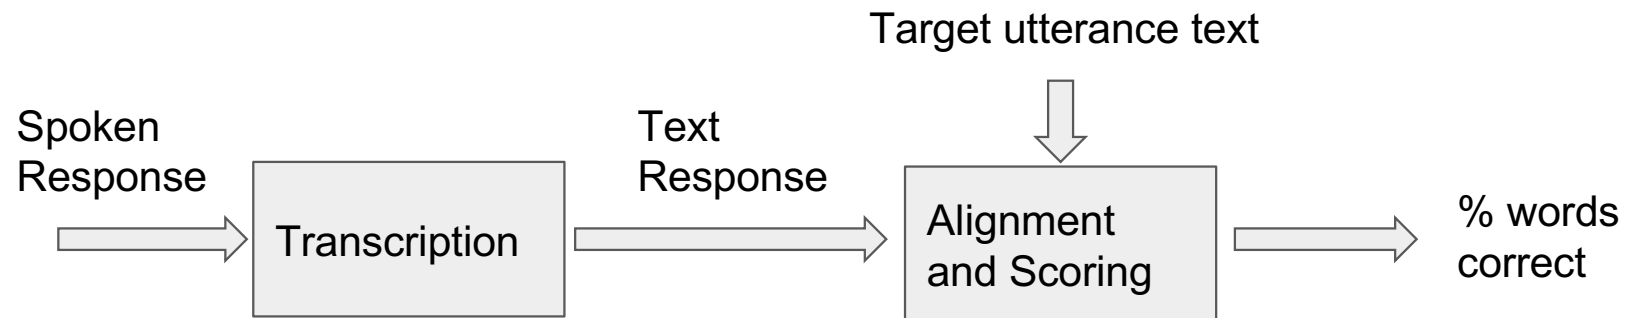 Target utterance text
Spoken
Response
Text
Response
Transcription
Alignment
and Scoring
% words
correct